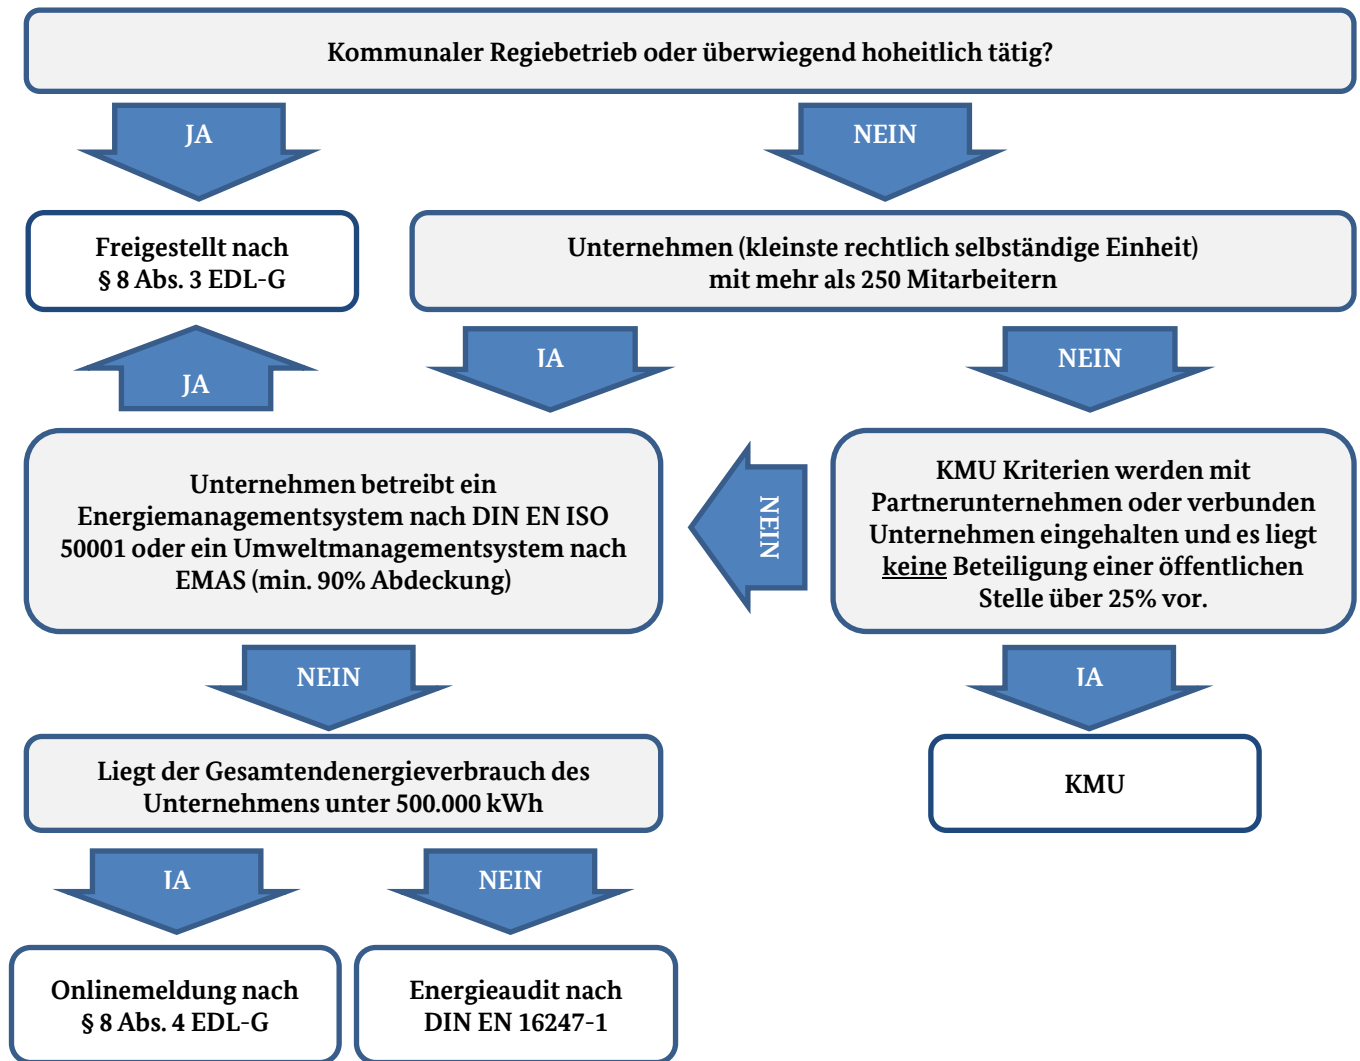 Kommunaler Regiebetrieb oder überwiegend hoheitlich tätig?
JA
NEIN
Freigestellt nach
§ 8 Abs. 3 EDL-G
Unternehmen (kleinste rechtlich selbständige Einheit)
mit mehr als 250 Mitarbeitern
JA
JA
NEIN
Unternehmen betreibt ein
Energiemanagementsystem nach DIN EN ISO
50001 oder ein Umweltmanagementsystem nach
EMAS (min. 90% Abdeckung)
NEIN
KMU Kriterien werden mit
Partnerunternehmen oder verbunden
Unternehmen eingehalten und es liegt
keine Beteiligung einer öffentlichen
Stelle über 25% vor.
NEIN
JA
Liegt der Gesamtendenergieverbrauch des
Unternehmens unter 500.000 kWh
KMU
JA
NEIN
Onlinemeldung nach
§ 8 Abs. 4 EDL-G
Energieaudit nach
DIN EN 16247-1